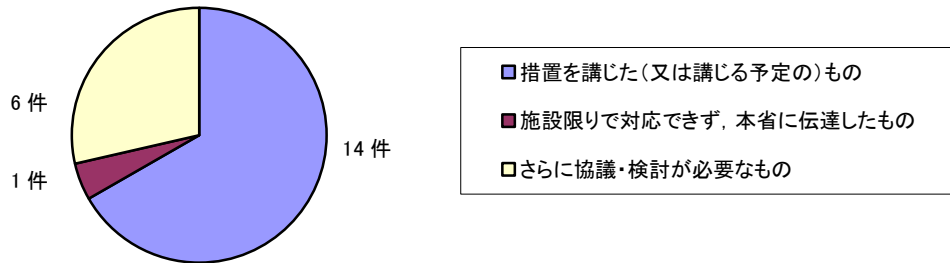 6 件
1 件
14 件
措置を講じた（又は講じる予定の）もの
施設限りで対応できず，本省に伝達したもの
さらに協議・検討が必要なもの